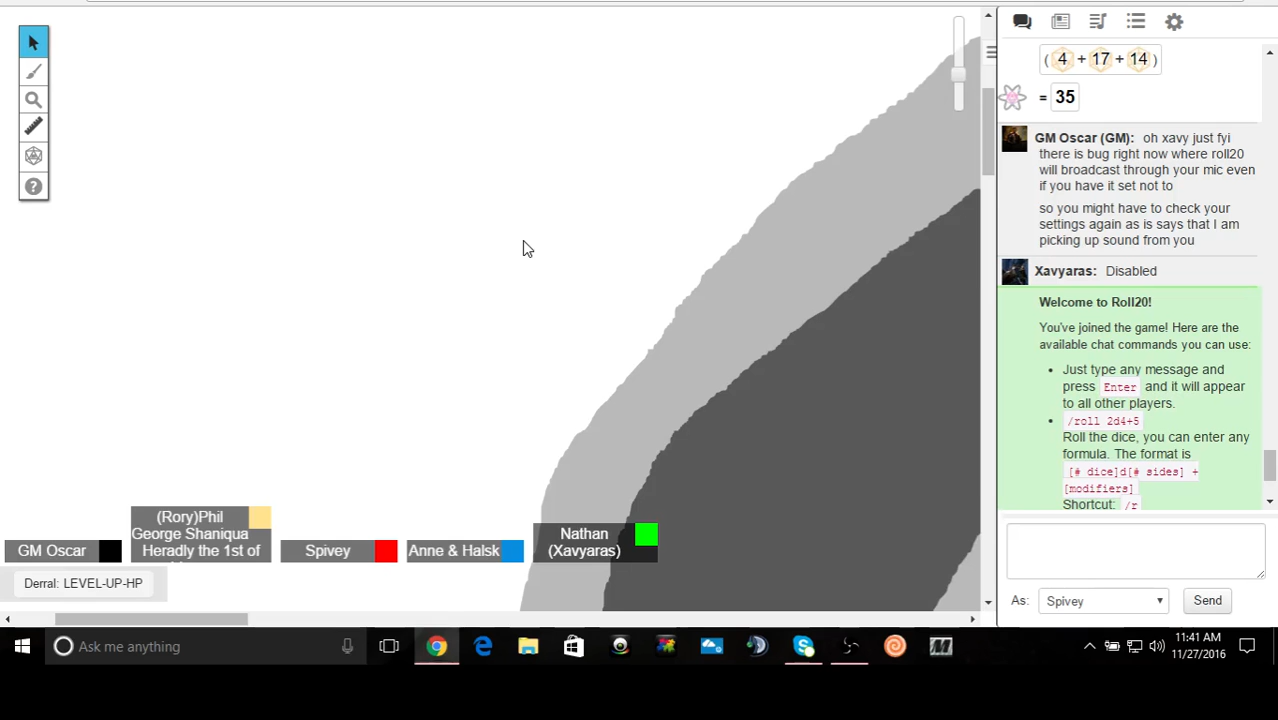 ( 4 + 17 + 14 )
= 35
GM Oscar (GM): oh xavy just fyi
there is bug right now where roll20
will broadcast through your mic even
if you have it set not to
so you might have to check your
settings again as is says that I am
picking up sound from you
Xavyaras: Disabled
Welcome to Roll20!
You've joined the game! Here are the
available chat commands you can use:
Just type any message and
press Enter and it will appear
to all other players.
/roll 2d4+5
Roll the dice, you can enter any
formula. The format is
[# dice]d[# sides] +
[modifiers]
Shortcut: /r
As: Spivey Send
GM Oscar
(Rory)Phil
George Shaniqua
Heradly the 1st of
Spivey
Anne & Halsk
Nathan
(Xavyaras)
Derral: LEVEL-UP-HP
Ask me anything
11:41 AM
11/27/2016